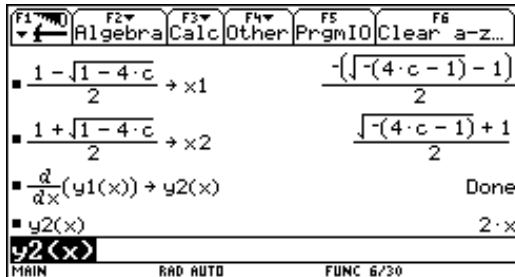 F1 F2 F3 F4 F5 F6
Algebra Calc Other PrgmIO Clear a-z…
(1 - √(1 - 4·c))/2 → x1    -(√(-(4·c - 1)) - 1)/2
(1 + √(1 - 4·c))/2 → x2    (√(-(4·c - 1)) + 1)/2
d/dx(y1(x)) → y2(x)    Done
y2(x)    2·x
y2(x)
MAIN RAD AUTO FUNC 6/30